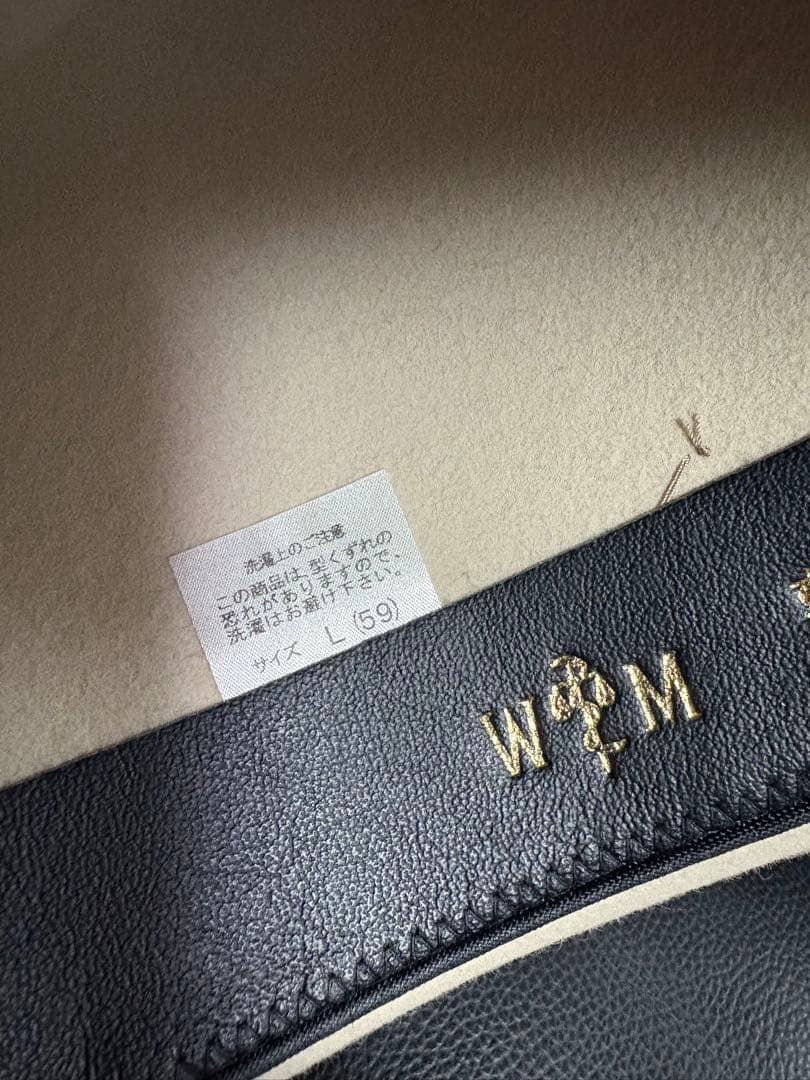 洗濯上のご注意
この商品は、型くずれの
恐れがありますので、
洗濯はお避け下さい。
サイズ L (59)
W M